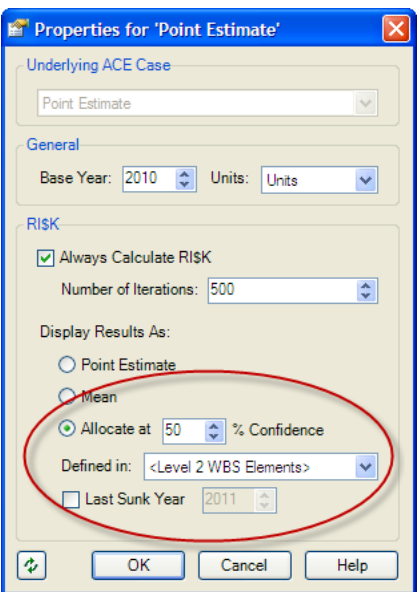 Properties for 'Point Estimate'
Underlying ACE Case
Point Estimate
General
Base Year: 2010 Units: Units
RI$K
Always Calculate RI$K
Number of Iterations: 500
Display Results As:
Point Estimate
Mean
Allocate at 50 % Confidence
Defined in: <Level 2 WBS Elements>
Last Sunk Year 2011
OK Cancel Help